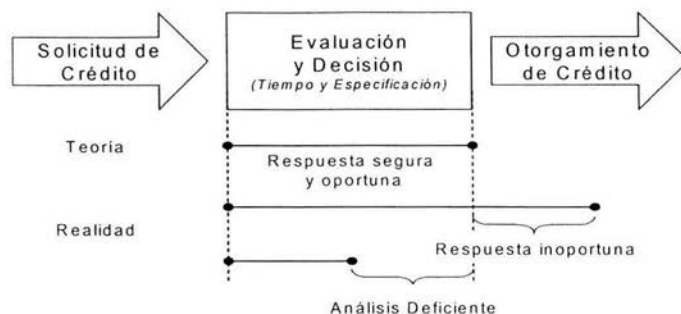 Solicitud de
Crédito
Evaluación
y Decisión
(Tiempo y Especificación)
Otorgamiento
de Crédito
Teoría
Respuesta segura
y oportuna
Realidad
Respuesta inoportuna
Análisis Deficiente